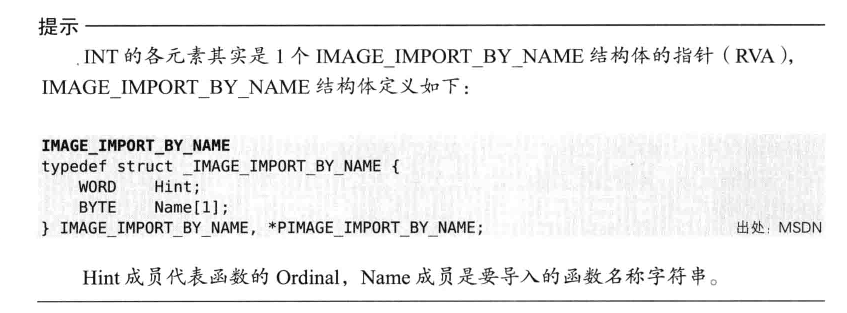 提示
INT 的各元素其实是 1 个 IMAGE_IMPORT_BY_NAME 结构体的指针（RVA），
IMAGE_IMPORT_BY_NAME 结构体定义如下：
IMAGE_IMPORT_BY_NAME
typedef struct _IMAGE_IMPORT_BY_NAME {
    WORD    Hint;
    BYTE    Name[1];
} IMAGE_IMPORT_BY_NAME, *PIMAGE_IMPORT_BY_NAME;    出处：MSDN
Hint 成员代表函数的 Ordinal，Name 成员是要导入的函数名称字符串。